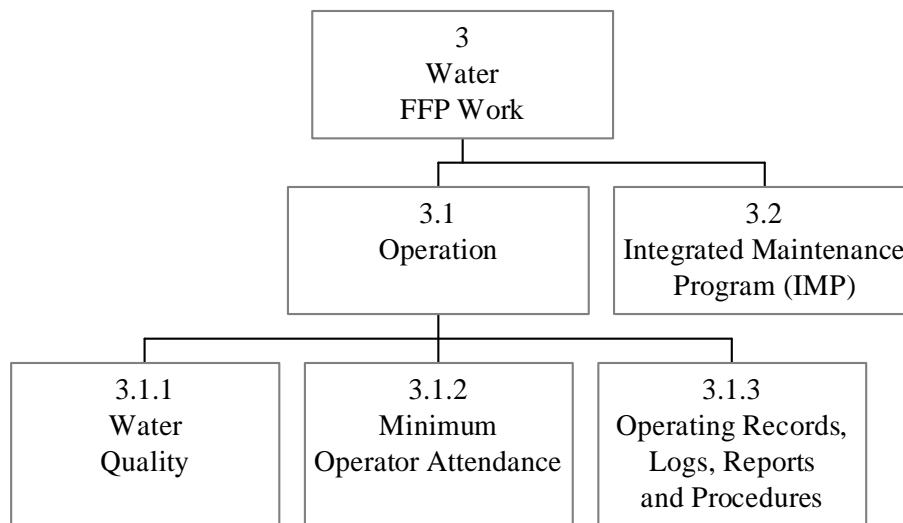 3
Water
FFP Work
3.1
Operation
3.2
Integrated Maintenance
Program (IMP)
3.1.1
Water
Quality
3.1.2
Minimum
Operator Attendance
3.1.3
Operating Records,
Logs, Reports
and Procedures